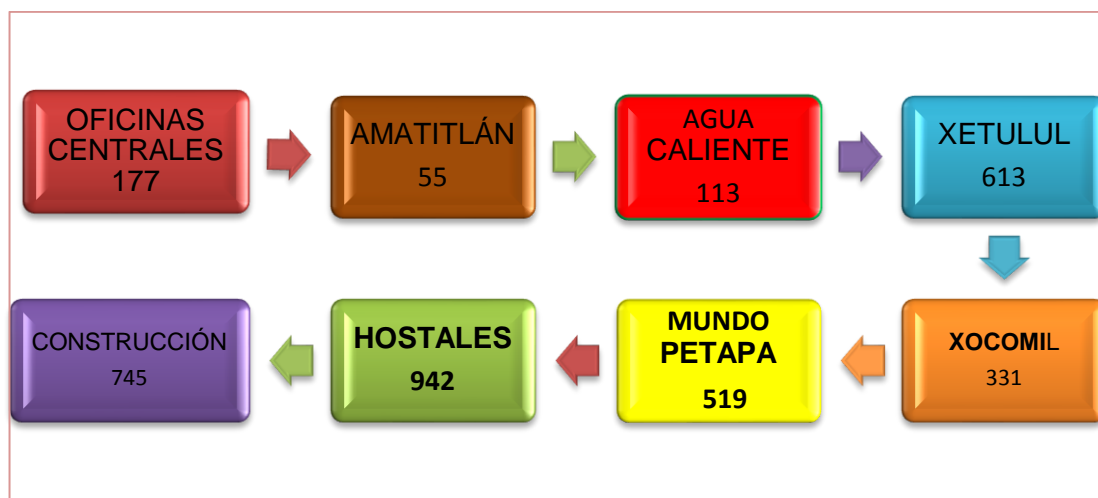 OFICINAS
CENTRALES
177
AMATITLÁN
55
AGUA
CALIENTE
113
XETULUL
613
XOCOMIL
331
MUNDO
PETAPA
519
HOSTALES
942
CONSTRUCCIÓN
745